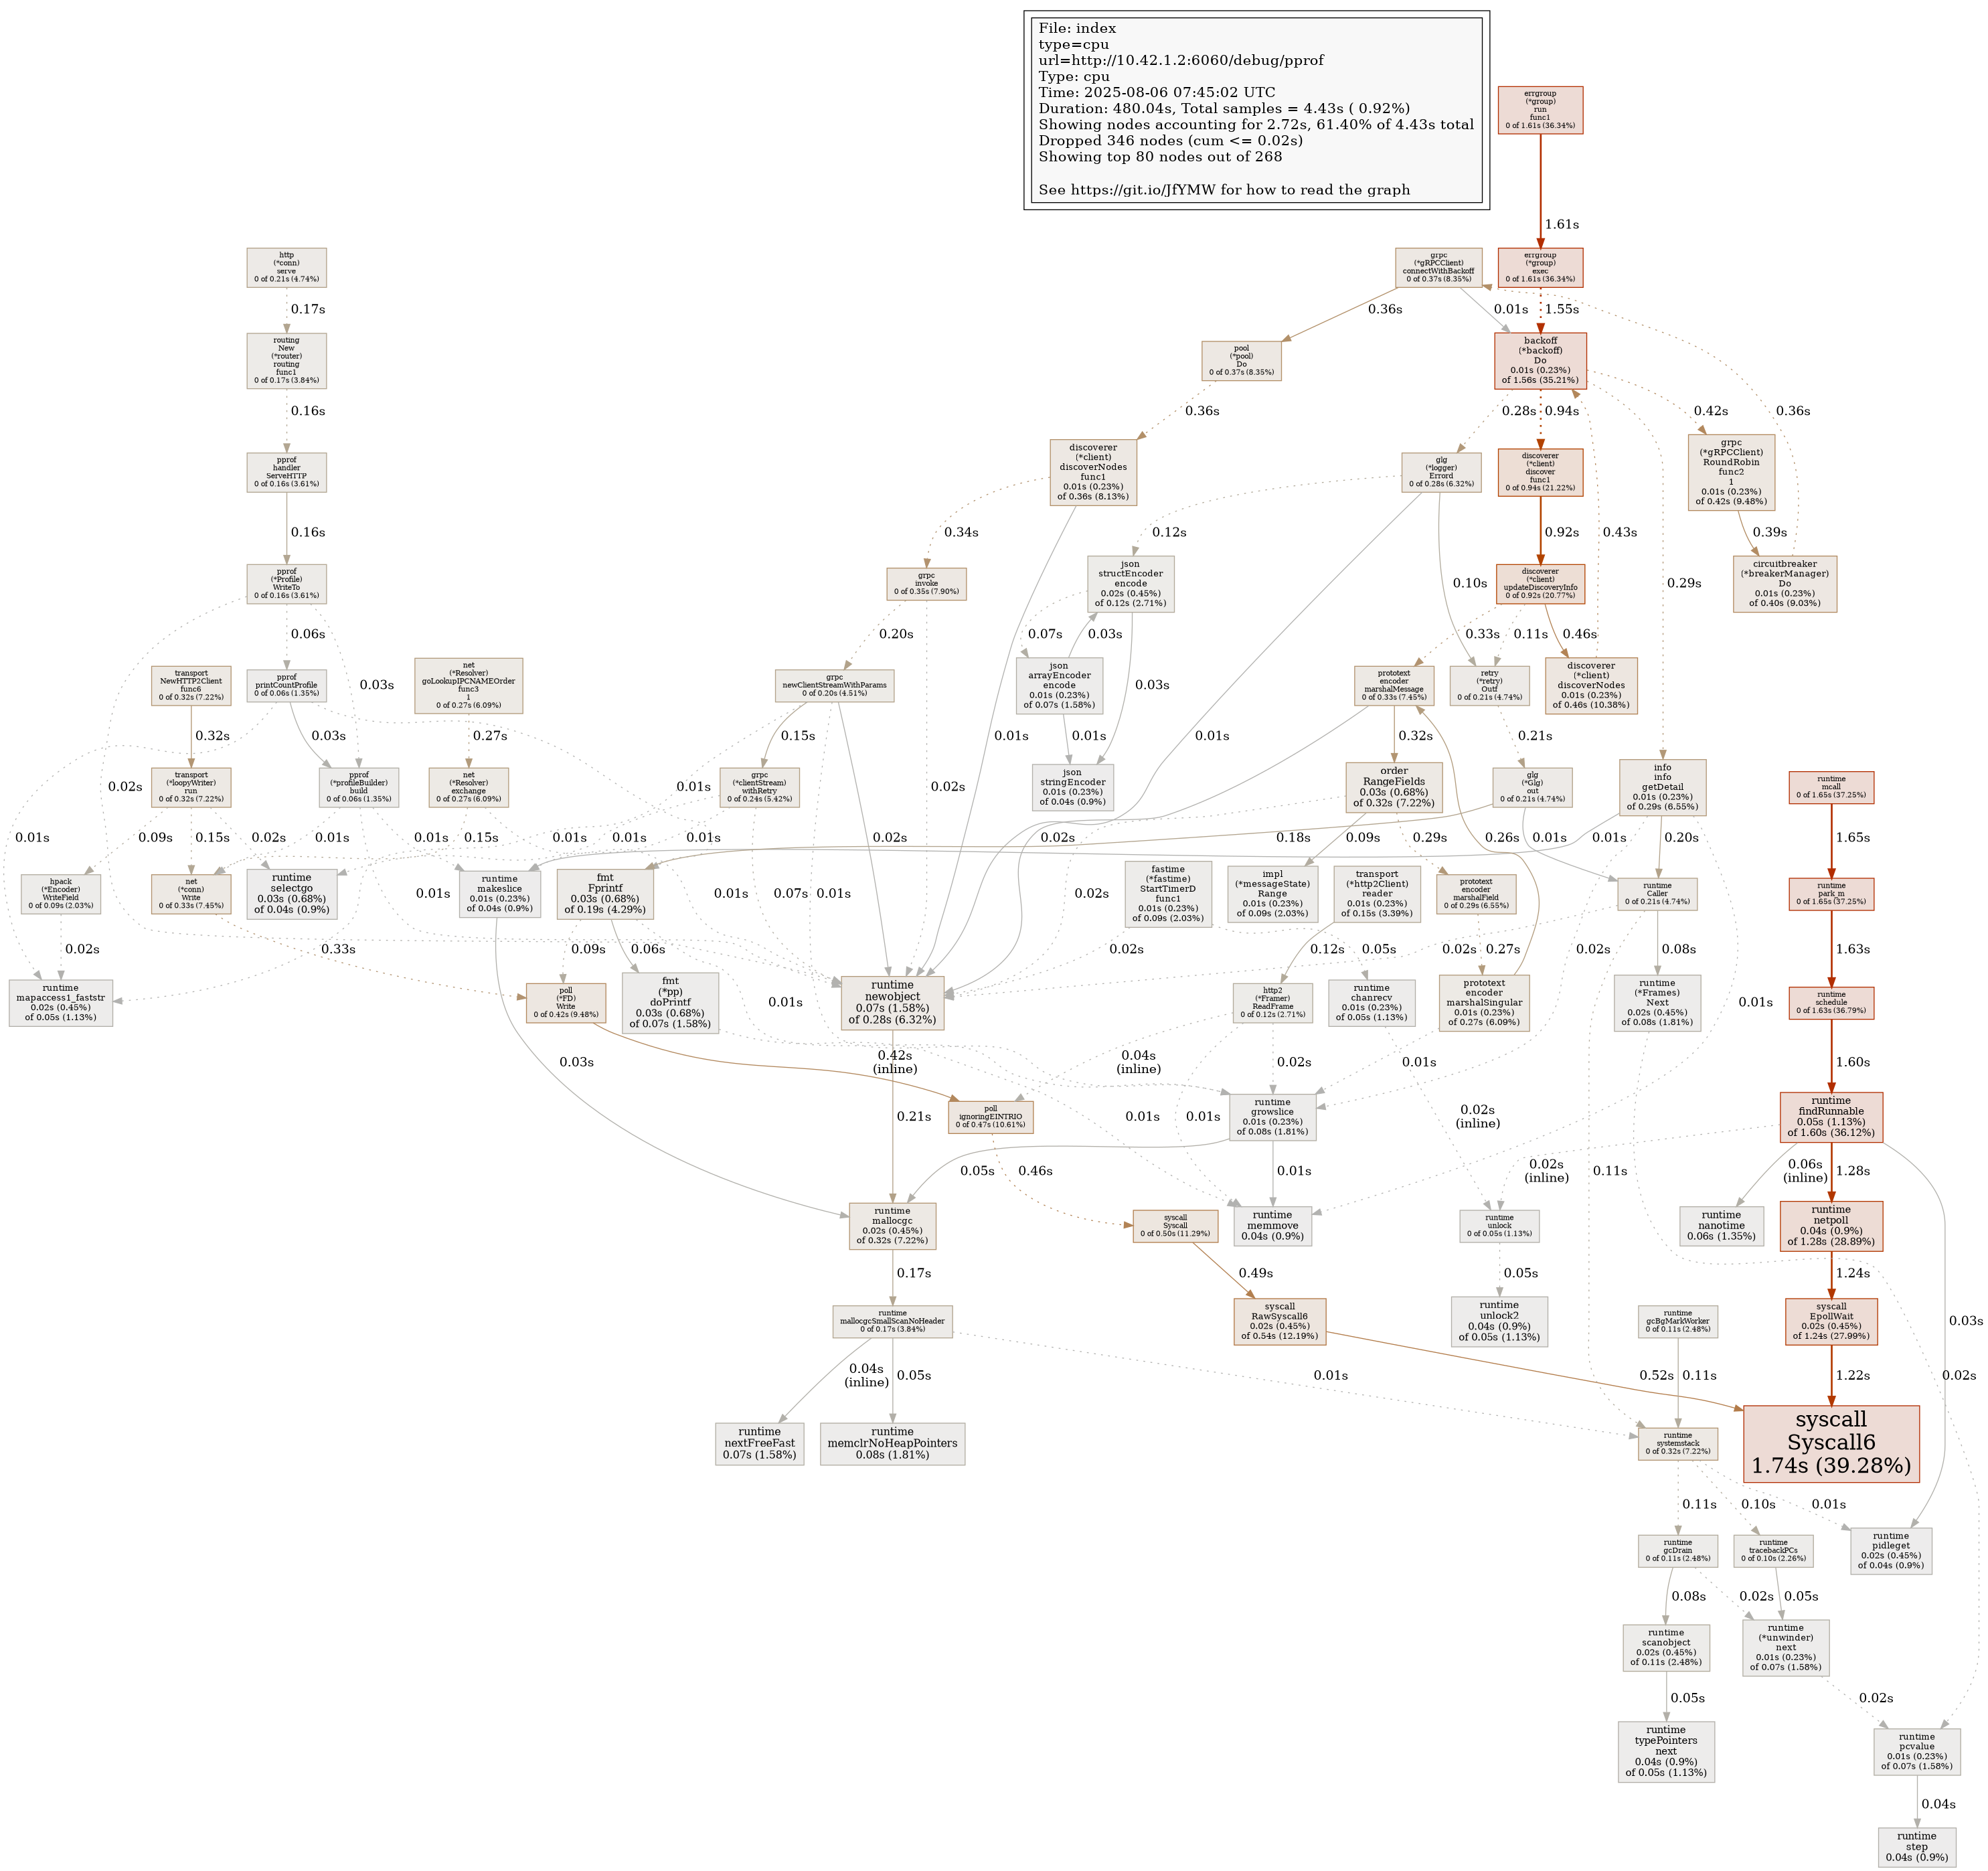 File: index
type=cpu
url=http://10.42.1.2:6060/debug/pprof
Type: cpu
Time: 2025-08-06 07:45:02 UTC
Duration: 480.04s, Total samples = 4.43s ( 0.92%)
Showing nodes accounting for 2.72s, 61.40% of 4.43s total
Dropped 346 nodes (cum <= 0.02s)
Showing top 80 nodes out of 268
See https://git.io/JfYMW for how to read the graph
errgroup
(*group)
run
func1
0 of 1.61s (36.34%)
1.61s
http
(*conn)
serve
0 of 0.21s (4.74%)
grpc
(*gRPCClient)
connectWithBackoff
0 of 0.37s (8.35%)
errgroup
(*group)
exec
0 of 1.61s (36.34%)
0.17s
0.36s
0.01s
1.55s
routing
New
(*router)
routing
func1
0 of 0.17s (3.84%)
pool
(*pool)
Do
0 of 0.37s (8.35%)
backoff
(*backoff)
Do
0.01s (0.23%)
of 1.56s (35.21%)
0.16s
0.36s
0.28s
0.94s
0.42s
0.36s
pprof
handler
ServeHTTP
0 of 0.16s (3.61%)
discoverer
(*client)
discoverNodes
func1
0.01s (0.23%)
of 0.36s (8.13%)
glg
(*logger)
Errord
0 of 0.28s (6.32%)
discoverer
(*client)
discover
func1
0 of 0.94s (21.22%)
grpc
(*gRPCClient)
RoundRobin
func2
1
0.01s (0.23%)
of 0.42s (9.48%)
0.16s
0.34s
0.12s
0.92s
0.43s
0.39s
pprof
(*Profile)
WriteTo
0 of 0.16s (3.61%)
grpc
invoke
0 of 0.35s (7.90%)
json
structEncoder
encode
0.02s (0.45%)
of 0.12s (2.71%)
0.10s
discoverer
(*client)
updateDiscoveryInfo
0 of 0.92s (20.77%)
0.29s
circuitbreaker
(*breakerManager)
Do
0.01s (0.23%)
of 0.40s (9.03%)
0.06s
0.20s
0.07s
0.03s
0.33s
0.11s
0.46s
transport
NewHTTP2Client
func6
0 of 0.32s (7.22%)
pprof
printCountProfile
0 of 0.06s (1.35%)
0.03s
net
(*Resolver)
goLookupIPCNAMEOrder
func3
1
0 of 0.27s (6.09%)
grpc
newClientStreamWithParams
0 of 0.20s (4.51%)
json
arrayEncoder
encode
0.01s (0.23%)
of 0.07s (1.58%)
0.03s
prototext
encoder
marshalMessage
0 of 0.33s (7.45%)
retry
(*retry)
Outf
0 of 0.21s (4.74%)
discoverer
(*client)
discoverNodes
0.01s (0.23%)
of 0.46s (10.38%)
0.32s
0.03s
0.27s
0.15s
0.01s
0.01s
0.01s
0.32s
0.21s
0.02s
0.01s
0.02s
transport
(*loopyWriter)
run
0 of 0.32s (7.22%)
pprof
(*profileBuilder)
build
0 of 0.06s (1.35%)
net
(*Resolver)
exchange
0 of 0.27s (6.09%)
grpc
(*clientStream)
withRetry
0 of 0.24s (5.42%)
json
stringEncoder
0.01s (0.23%)
of 0.04s (0.9%)
order
RangeFields
0.03s (0.68%)
of 0.32s (7.22%)
glg
(*Glg)
out
0 of 0.21s (4.74%)
info
info
getDetail
0.01s (0.23%)
of 0.29s (6.55%)
runtime
mcall
0 of 1.65s (37.25%)
0.01s
0.09s
0.15s
0.02s
0.01s
0.01s
0.15s
0.01s
0.01s
0.01s
0.02s
0.02s
0.18s
0.09s
0.29s
0.26s
0.01s
0.01s
0.20s
1.65s
hpack
(*Encoder)
WriteField
0 of 0.09s (2.03%)
net
(*conn)
Write
0 of 0.33s (7.45%)
runtime
selectgo
0.03s (0.68%)
of 0.04s (0.9%)
runtime
makeslice
0.01s (0.23%)
of 0.04s (0.9%)
fmt
Fprintf
0.03s (0.68%)
of 0.19s (4.29%)
fastime
(*fastime)
StartTimerD
func1
0.01s (0.23%)
of 0.09s (2.03%)
impl
(*messageState)
Range
0.01s (0.23%)
of 0.09s (2.03%)
transport
(*http2Client)
reader
0.01s (0.23%)
of 0.15s (3.39%)
prototext
encoder
marshalField
0 of 0.29s (6.55%)
runtime
Caller
0 of 0.21s (4.74%)
runtime
park_m
0 of 1.65s (37.25%)
0.01s
0.01s
0.07s
0.01s
0.02s
0.02s
0.33s
0.09s
0.06s
0.02s
0.05s
0.12s
0.27s
0.02s
0.02s
0.08s
1.63s
runtime
mapaccess1_faststr
0.02s (0.45%)
of 0.05s (1.13%)
poll
(*FD)
Write
0 of 0.42s (9.48%)
fmt
(*pp)
doPrintf
0.03s (0.68%)
of 0.07s (1.58%)
0.01s
runtime
newobject
0.07s (1.58%)
of 0.28s (6.32%)
http2
(*Framer)
ReadFrame
0 of 0.12s (2.71%)
runtime
chanrecv
0.01s (0.23%)
of 0.05s (1.13%)
prototext
encoder
marshalSingular
0.01s (0.23%)
of 0.27s (6.09%)
runtime
(*Frames)
Next
0.02s (0.45%)
of 0.08s (1.81%)
0.01s
runtime
schedule
0 of 1.63s (36.79%)
0.03s
0.42s
(inline)
0.04s
(inline)
0.02s
0.01s
1.60s
0.21s
poll
ignoringEINTRIO
0 of 0.47s (10.61%)
0.01s
0.01s
runtime
growslice
0.01s (0.23%)
of 0.08s (1.81%)
0.02s
(inline)
runtime
findRunnable
0.05s (1.13%)
of 1.60s (36.12%)
0.05s
0.46s
0.01s
0.02s
(inline)
0.11s
0.06s
(inline)
1.28s
runtime
mallocgc
0.02s (0.45%)
of 0.32s (7.22%)
syscall
Syscall
0 of 0.50s (11.29%)
runtime
memmove
0.04s (0.9%)
runtime
unlock
0 of 0.05s (1.13%)
runtime
nanotime
0.06s (1.35%)
runtime
netpoll
0.04s (0.9%)
of 1.28s (28.89%)
0.17s
0.49s
0.05s
1.24s
runtime
mallocgcSmallScanNoHeader
0 of 0.17s (3.84%)
syscall
RawSyscall6
0.02s (0.45%)
of 0.54s (12.19%)
runtime
unlock2
0.04s (0.9%)
of 0.05s (1.13%)
runtime
gcBgMarkWorker
0 of 0.11s (2.48%)
syscall
EpollWait
0.02s (0.45%)
of 1.24s (27.99%)
0.03s
0.04s
(inline)
0.05s
0.01s
0.52s
0.11s
1.22s
0.02s
runtime
nextFreeFast
0.07s (1.58%)
runtime
memclrNoHeapPointers
0.08s (1.81%)
runtime
systemstack
0 of 0.32s (7.22%)
syscall
Syscall6
1.74s (39.28%)
0.11s
0.10s
0.01s
runtime
gcDrain
0 of 0.11s (2.48%)
runtime
tracebackPCs
0 of 0.10s (2.26%)
runtime
pidleget
0.02s (0.45%)
of 0.04s (0.9%)
0.08s
0.02s
0.05s
runtime
scanobject
0.02s (0.45%)
of 0.11s (2.48%)
runtime
(*unwinder)
next
0.01s (0.23%)
of 0.07s (1.58%)
0.05s
0.02s
runtime
typePointers
next
0.04s (0.9%)
of 0.05s (1.13%)
runtime
pcvalue
0.01s (0.23%)
of 0.07s (1.58%)
0.04s
runtime
step
0.04s (0.9%)